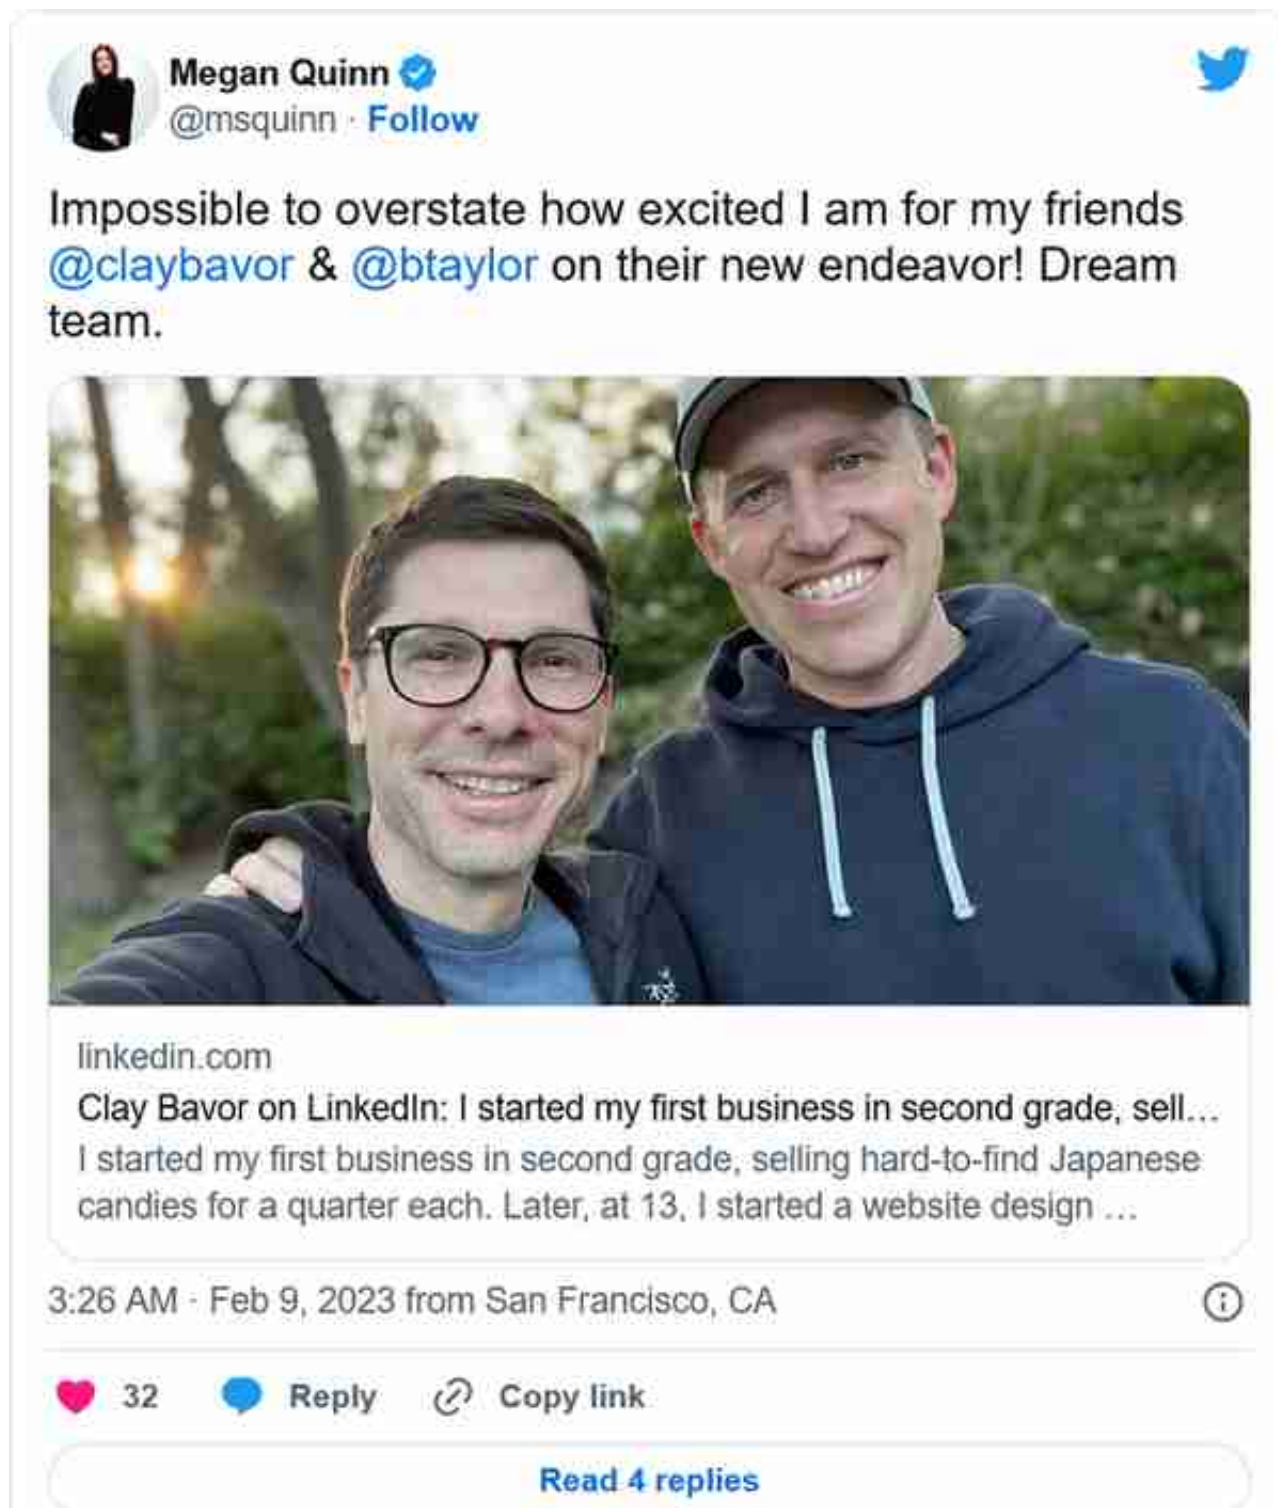 Megan Quinn
@msquinn · Follow
Impossible to overstate how excited I am for my friends
@claybavor & @btaylor on their new endeavor! Dream
team.
linkedin.com
Clay Bavor on LinkedIn: I started my first business in second grade, sell...
I started my first business in second grade, selling hard-to-find Japanese
candies for a quarter each. Later, at 13, I started a website design ...
3:26 AM · Feb 9, 2023 from San Francisco, CA
32 Reply Copy link
Read 4 replies